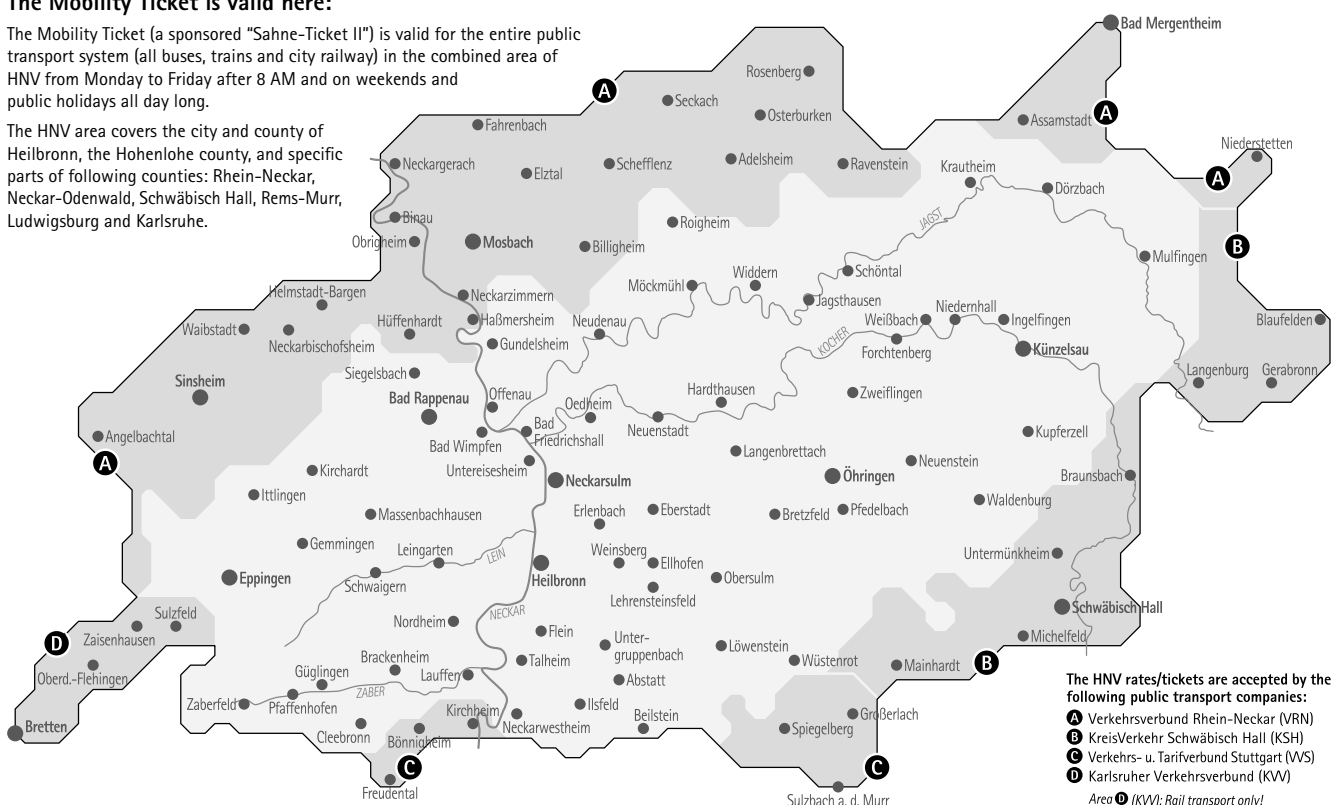 The Mobility Ticket is valid here:
The Mobility Ticket (a sponsored “Sahne-Ticket II”) is valid for the entire public
transport system (all buses, trains and city railway) in the combined area of
HNV from Monday to Friday after 8 AM and on weekends and
public holidays all day long.
The HNV area covers the city and county of
Heilbronn, the Hohenlohe county, and specific
parts of following counties: Rhein-Neckar,
Neckar-Odenwald, Schwäbisch Hall, Rems-Murr,
Ludwigsburg and Karlsruhe.
Bad Mergentheim
Rosenberg
A
Seckach
Osterburken
A
Assamstadt
Fahrenbach
Niederstetten
Neckargerach
Elztal
Schefflenz
Adelsheim
Ravenstein
Krautheim
A
Dörzbach
Binau
Roigheim
JAGST
Obrigheim
Mosbach
Billigheim
B
Mulfingen
Schöntal
Widdern
Möckmühl
Helmstadt-Bargen
Neckarzimmern
Jagsthausen
Waibstadt
Neckarbischofsheim
Hüffenhardt
Haßmersheim
Neudenau
Weißbach
Niedernhall
Ingelfingen
Blaufelden
Gundelsheim
KOCHER
Forchtenberg
Künzelsau
Siegelsbach
Sinsheim
Langenburg
Gerabronn
Bad Rappenau
Offenau
Oedheim
Hardthausen
Zweiflingen
Angelbachtal
Bad Wimpfen
Bad
Friedrichshall
Neuenstadt
Kupferzell
A
Kirchardt
Untereisesheim
Langenbrettach
Neuenstein
Neckarsulm
Öhringen
Braunsbach
Ittlingen
Massenbachhausen
Erlenbach
Eberstadt
Bretzfeld
Pfedelbach
Waldenburg
Gemmingen
Leingarten
LEIN
Weinsberg
Ellhofen
Untermünkheim
Eppingen
Schwaigern
Heilbronn
Obersulm
Lehrensteinsfeld
Schwäbisch Hall
Sulzfeld
Zaisenhausen
Nordheim
NECKAR
Flein
Michelfeld
D
Unter-
gruppenbach
Löwenstein
Oberd.-Flehingen
Brackenheim
Talheim
Wüstenrot
Mainhardt
B
Güglingen
Lauffen
Abstatt
Zaberfeld
Pfaffenhofen
ZABER
Ilsfeld
Bretten
Cleebronn
Bönnigheim
Kirchheim
Neckarwestheim
Beilstein
Spiegelberg
Großerlach
C
Freudental
C
Sulzbach a. d. Murr
The HNV rates/tickets are accepted by the
following public transport companies:
A Verkehrsverbund Rhein-Neckar (VRN)
B KreisVerkehr Schwäbisch Hall (KSH)
C Verkehrs- u. Tarifverbund Stuttgart (VVS)
D Karlsruher Verkehrsverbund (KVV)
Area D (KVV): Rail transport only!